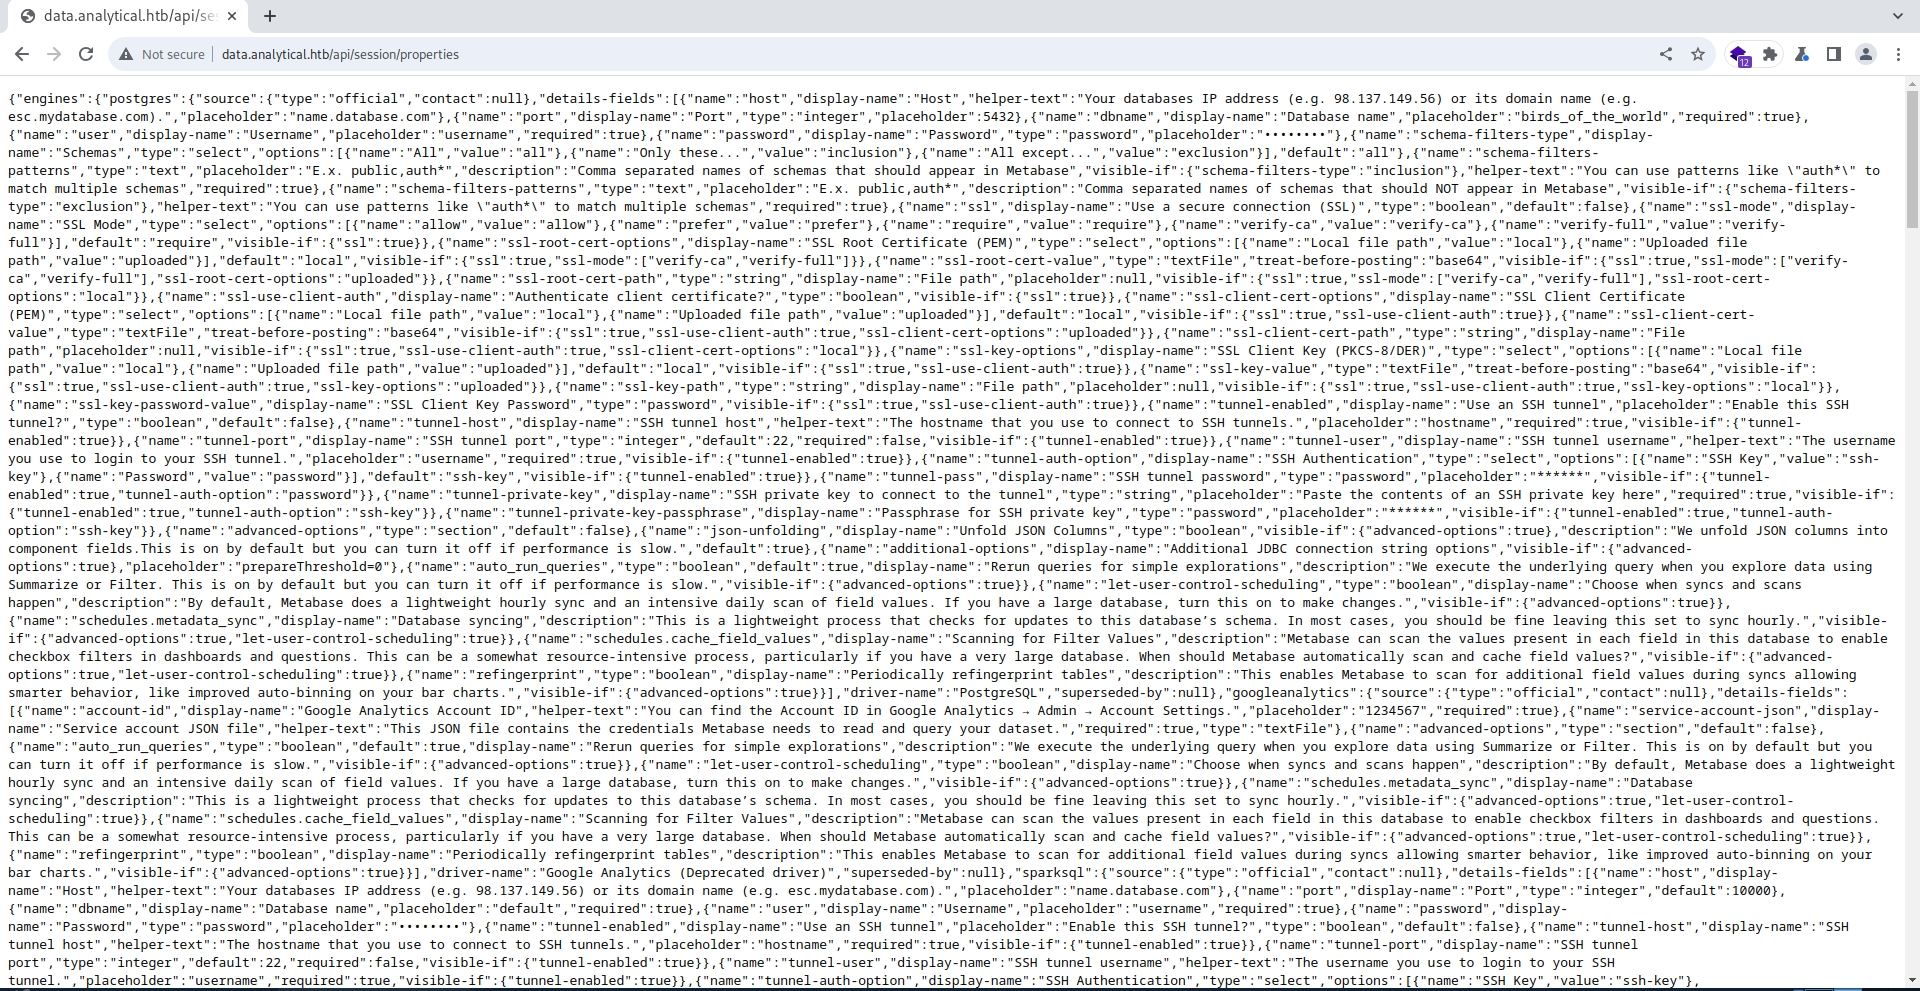 data.analytical.htb/api/se
Not secure
data.analytical.htb/api/session/properties
12
{"engines":{"postgres":{"source":{"type":"official","contact":null},"details-fields":[{"name":"host","display-name":"Host","helper-text":"Your databases IP address (e.g. 98.137.149.56) or its domain name (e.g.
esc.mydatabase.com).","placeholder":"name.database.com"},{"name":"port","display-name":"Port","type":"integer","placeholder":5432},{"name":"dbname","display-name":"Database name","placeholder":"birds_of_the_world","required":true},
{"name":"user","display-name":"Username","placeholder":"username","required":true},{"name":"password","display-name":"Password","type":"password","placeholder":"••••••••"},{"name":"schema-filters-type","display-
name":"Schemas","type":"select","options":[{"name":"All","value":"all"},{"name":"Only these...","value":"inclusion"},{"name":"All except...","value":"exclusion"}],"default":"all"},{"name":"schema-filters-
patterns","type":"text","placeholder":"E.x. public,auth*","description":"Comma separated names of schemas that should appear in Metabase","visible-if":{"schema-filters-type":"inclusion"},"helper-text":"You can use patterns like \"auth*\" to
match multiple schemas","required":true},{"name":"schema-filters-patterns","type":"text","placeholder":"E.x. public,auth*","description":"Comma separated names of schemas that should NOT appear in Metabase","visible-if":{"schema-filters-
type":"exclusion"},"helper-text":"You can use patterns like \"auth*\" to match multiple schemas","required":true},{"name":"ssl","display-name":"Use a secure connection (SSL)","type":"boolean","default":false},{"name":"ssl-mode","display-
name":"SSL Mode","type":"select","options":[{"name":"allow","value":"allow"},{"name":"prefer","value":"prefer"},{"name":"require","value":"require"},{"name":"verify-ca","value":"verify-ca"},{"name":"verify-full","value":"verify-
full"}],"default":"require","visible-if":{"ssl":true}},{"name":"ssl-root-cert-options","display-name":"SSL Root Certificate (PEM)","type":"select","options":[{"name":"Local file path","value":"local"},{"name":"Uploaded file
path","value":"uploaded"}],"default":"local","visible-if":{"ssl":true,"ssl-mode":["verify-ca","verify-full"]}},{"name":"ssl-root-cert-value","type":"textFile","treat-before-posting":"base64","visible-if":{"ssl":true,"ssl-mode":["verify-
ca","verify-full"],"ssl-root-cert-options":"uploaded"}},{"name":"ssl-root-cert-path","type":"string","display-name":"File path","placeholder":null,"visible-if":{"ssl":true,"ssl-mode":["verify-ca","verify-full"],"ssl-root-cert-
options":"local"}},{"name":"ssl-use-client-auth","display-name":"Authenticate client certificate?","type":"boolean","visible-if":{"ssl":true}},{"name":"ssl-client-cert-options","display-name":"SSL Client Certificate
(PEM)","type":"select","options":[{"name":"Local file path","value":"local"},{"name":"Uploaded file path","value":"uploaded"}],"default":"local","visible-if":{"ssl":true,"ssl-use-client-auth":true}},{"name":"ssl-client-cert-
value","type":"textFile","treat-before-posting":"base64","visible-if":{"ssl":true,"ssl-use-client-auth":true,"ssl-client-cert-options":"uploaded"}},{"name":"ssl-client-cert-path","type":"string","display-name":"File
path","placeholder":null,"visible-if":{"ssl":true,"ssl-use-client-auth":true,"ssl-client-cert-options":"local"}},{"name":"ssl-key-options","display-name":"SSL Client Key (PKCS-8/DER)","type":"select","options":[{"name":"Local file
path","value":"local"},{"name":"Uploaded file path","value":"uploaded"}],"default":"local","visible-if":{"ssl":true,"ssl-use-client-auth":true}},{"name":"ssl-key-value","type":"textFile","treat-before-posting":"base64","visible-if":
{"ssl":true,"ssl-use-client-auth":true,"ssl-key-options":"uploaded"}},{"name":"ssl-key-path","type":"string","display-name":"File path","placeholder":null,"visible-if":{"ssl":true,"ssl-use-client-auth":true,"ssl-key-options":"local"}},
{"name":"ssl-key-password-value","display-name":"SSL Client Key Password","type":"password","visible-if":{"ssl":true,"ssl-use-client-auth":true}},{"name":"tunnel-enabled","display-name":"Use an SSH tunnel","placeholder":"Enable this SSH
tunnel?","type":"boolean","default":false},{"name":"tunnel-host","display-name":"SSH tunnel host","helper-text":"The hostname that you use to connect to SSH tunnels.","placeholder":"hostname","required":true,"visible-if":{"tunnel-
enabled":true}},{"name":"tunnel-port","display-name":"SSH tunnel port","type":"integer","default":22,"required":false,"visible-if":{"tunnel-enabled":true}},{"name":"tunnel-user","display-name":"SSH tunnel username","helper-text":"The username
you use to login to your SSH tunnel.","placeholder":"username","required":true,"visible-if":{"tunnel-enabled":true}},{"name":"tunnel-auth-option","display-name":"SSH Authentication","type":"select","options":[{"name":"SSH Key","value":"ssh-
key"},{"name":"Password","value":"password"}],"default":"ssh-key","visible-if":{"tunnel-enabled":true}},{"name":"tunnel-pass","display-name":"SSH tunnel password","type":"password","placeholder":"******","visible-if":{"tunnel-
enabled":true,"tunnel-auth-option":"password"}},{"name":"tunnel-private-key","display-name":"SSH private key to connect to the tunnel","type":"string","placeholder":"Paste the contents of an SSH private key here","required":true,"visible-if":
{"tunnel-enabled":true,"tunnel-auth-option":"ssh-key"}},{"name":"tunnel-private-key-passphrase","display-name":"Passphrase for SSH private key","type":"password","placeholder":"******","visible-if":{"tunnel-enabled":true,"tunnel-auth-
option":"ssh-key"}},{"name":"advanced-options","type":"section","default":false},{"name":"json-unfolding","display-name":"Unfold JSON Columns","type":"boolean","visible-if":{"advanced-options":true},"description":"We unfold JSON columns into
component fields.This is on by default but you can turn it off if performance is slow.","default":true},{"name":"additional-options","display-name":"Additional JDBC connection string options","visible-if":{"advanced-
options":true},"placeholder":"prepareThreshold=0"},{"name":"auto_run_queries","type":"boolean","default":true,"display-name":"Rerun queries for simple explorations","description":"We execute the underlying query when you explore data using
Summarize or Filter. This is on by default but you can turn it off if performance is slow.","visible-if":{"advanced-options":true}},{"name":"let-user-control-scheduling","type":"boolean","display-name":"Choose when syncs and scans
happen","description":"By default, Metabase does a lightweight hourly sync and an intensive daily scan of field values. If you have a large database, turn this on to make changes.","visible-if":{"advanced-options":true}},
{"name":"schedules.metadata_sync","display-name":"Database syncing","description":"This is a lightweight process that checks for updates to this database’s schema. In most cases, you should be fine leaving this set to sync hourly.","visible-
if":{"advanced-options":true,"let-user-control-scheduling":true}},{"name":"schedules.cache_field_values","display-name":"Scanning for Filter Values","description":"Metabase can scan the values present in each field in this database to enable
checkbox filters in dashboards and questions. This can be a somewhat resource-intensive process, particularly if you have a very large database. When should Metabase automatically scan and cache field values?","visible-if":{"advanced-
options":true,"let-user-control-scheduling":true}},{"name":"refingerprint","type":"boolean","display-name":"Periodically refingerprint tables","description":"This enables Metabase to scan for additional field values during syncs allowing
smarter behavior, like improved auto-binning on your bar charts.","visible-if":{"advanced-options":true}}],"driver-name":"PostgreSQL","superseded-by":null},"googleanalytics":{"source":{"type":"official","contact":null},"details-fields":
[{"name":"account-id","display-name":"Google Analytics Account ID","helper-text":"You can find the Account ID in Google Analytics → Admin → Account Settings.","placeholder":"1234567","required":true},{"name":"service-account-json","display-
name":"Service account JSON file","helper-text":"This JSON file contains the credentials Metabase needs to read and query your dataset.","required":true,"type":"textFile"},{"name":"advanced-options","type":"section","default":false},
{"name":"auto_run_queries","type":"boolean","default":true,"display-name":"Rerun queries for simple explorations","description":"We execute the underlying query when you explore data using Summarize or Filter. This is on by default but you
can turn it off if performance is slow.","visible-if":{"advanced-options":true}},{"name":"let-user-control-scheduling","type":"boolean","display-name":"Choose when syncs and scans happen","description":"By default, Metabase does a lightweight
hourly sync and an intensive daily scan of field values. If you have a large database, turn this on to make changes.","visible-if":{"advanced-options":true}},{"name":"schedules.metadata_sync","display-name":"Database
syncing","description":"This is a lightweight process that checks for updates to this database’s schema. In most cases, you should be fine leaving this set to sync hourly.","visible-if":{"advanced-options":true,"let-user-control-
scheduling":true}},{"name":"schedules.cache_field_values","display-name":"Scanning for Filter Values","description":"Metabase can scan the values present in each field in this database to enable checkbox filters in dashboards and questions.
This can be a somewhat resource-intensive process, particularly if you have a very large database. When should Metabase automatically scan and cache field values?","visible-if":{"advanced-options":true,"let-user-control-scheduling":true}},
{"name":"refingerprint","type":"boolean","display-name":"Periodically refingerprint tables","description":"This enables Metabase to scan for additional field values during syncs allowing smarter behavior, like improved auto-binning on your
bar charts.","visible-if":{"advanced-options":true}}],"driver-name":"Google Analytics (Deprecated driver)","superseded-by":null},"sparksql":{"source":{"type":"official","contact":null},"details-fields":[{"name":"host","display-
name":"Host","helper-text":"Your databases IP address (e.g. 98.137.149.56) or its domain name (e.g. esc.mydatabase.com).","placeholder":"name.database.com"},{"name":"port","display-name":"Port","type":"integer","default":10000},
{"name":"dbname","display-name":"Database name","placeholder":"default","required":true},{"name":"user","display-name":"Username","placeholder":"username","required":true},{"name":"password","display-
name":"Password","type":"password","placeholder":"••••••••"},{"name":"tunnel-enabled","display-name":"Use an SSH tunnel","placeholder":"Enable this SSH tunnel?","type":"boolean","default":false},{"name":"tunnel-host","display-name":"SSH
tunnel host","helper-text":"The hostname that you use to connect to SSH tunnels.","placeholder":"hostname","required":true,"visible-if":{"tunnel-enabled":true}},{"name":"tunnel-port","display-name":"SSH tunnel
port","type":"integer","default":22,"required":false,"visible-if":{"tunnel-enabled":true}},{"name":"tunnel-user","display-name":"SSH tunnel username","helper-text":"The username you use to login to your SSH
tunnel.","placeholder":"username","required":true,"visible-if":{"tunnel-enabled":true}},{"name":"tunnel-auth-option","display-name":"SSH Authentication","type":"select","options":[{"name":"SSH Key","value":"ssh-key"},